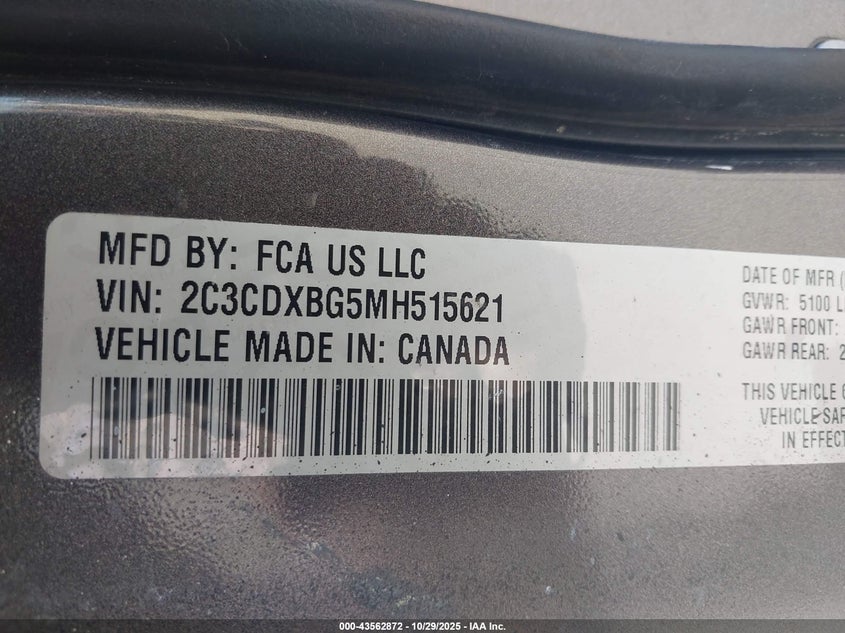 MFD BY: FCA US LLC
VIN: 2C3CDXBG5MH515621
VEHICLE MADE IN: CANADA
DATE OF MFR (
GVWR: 5100 L
GAWR FRONT:
GAWR REAR: 2
THIS VEHICLE
VEHICLE SAF
IN EFFECT
000-43562872 - 10/29/2025 - IAA Inc.